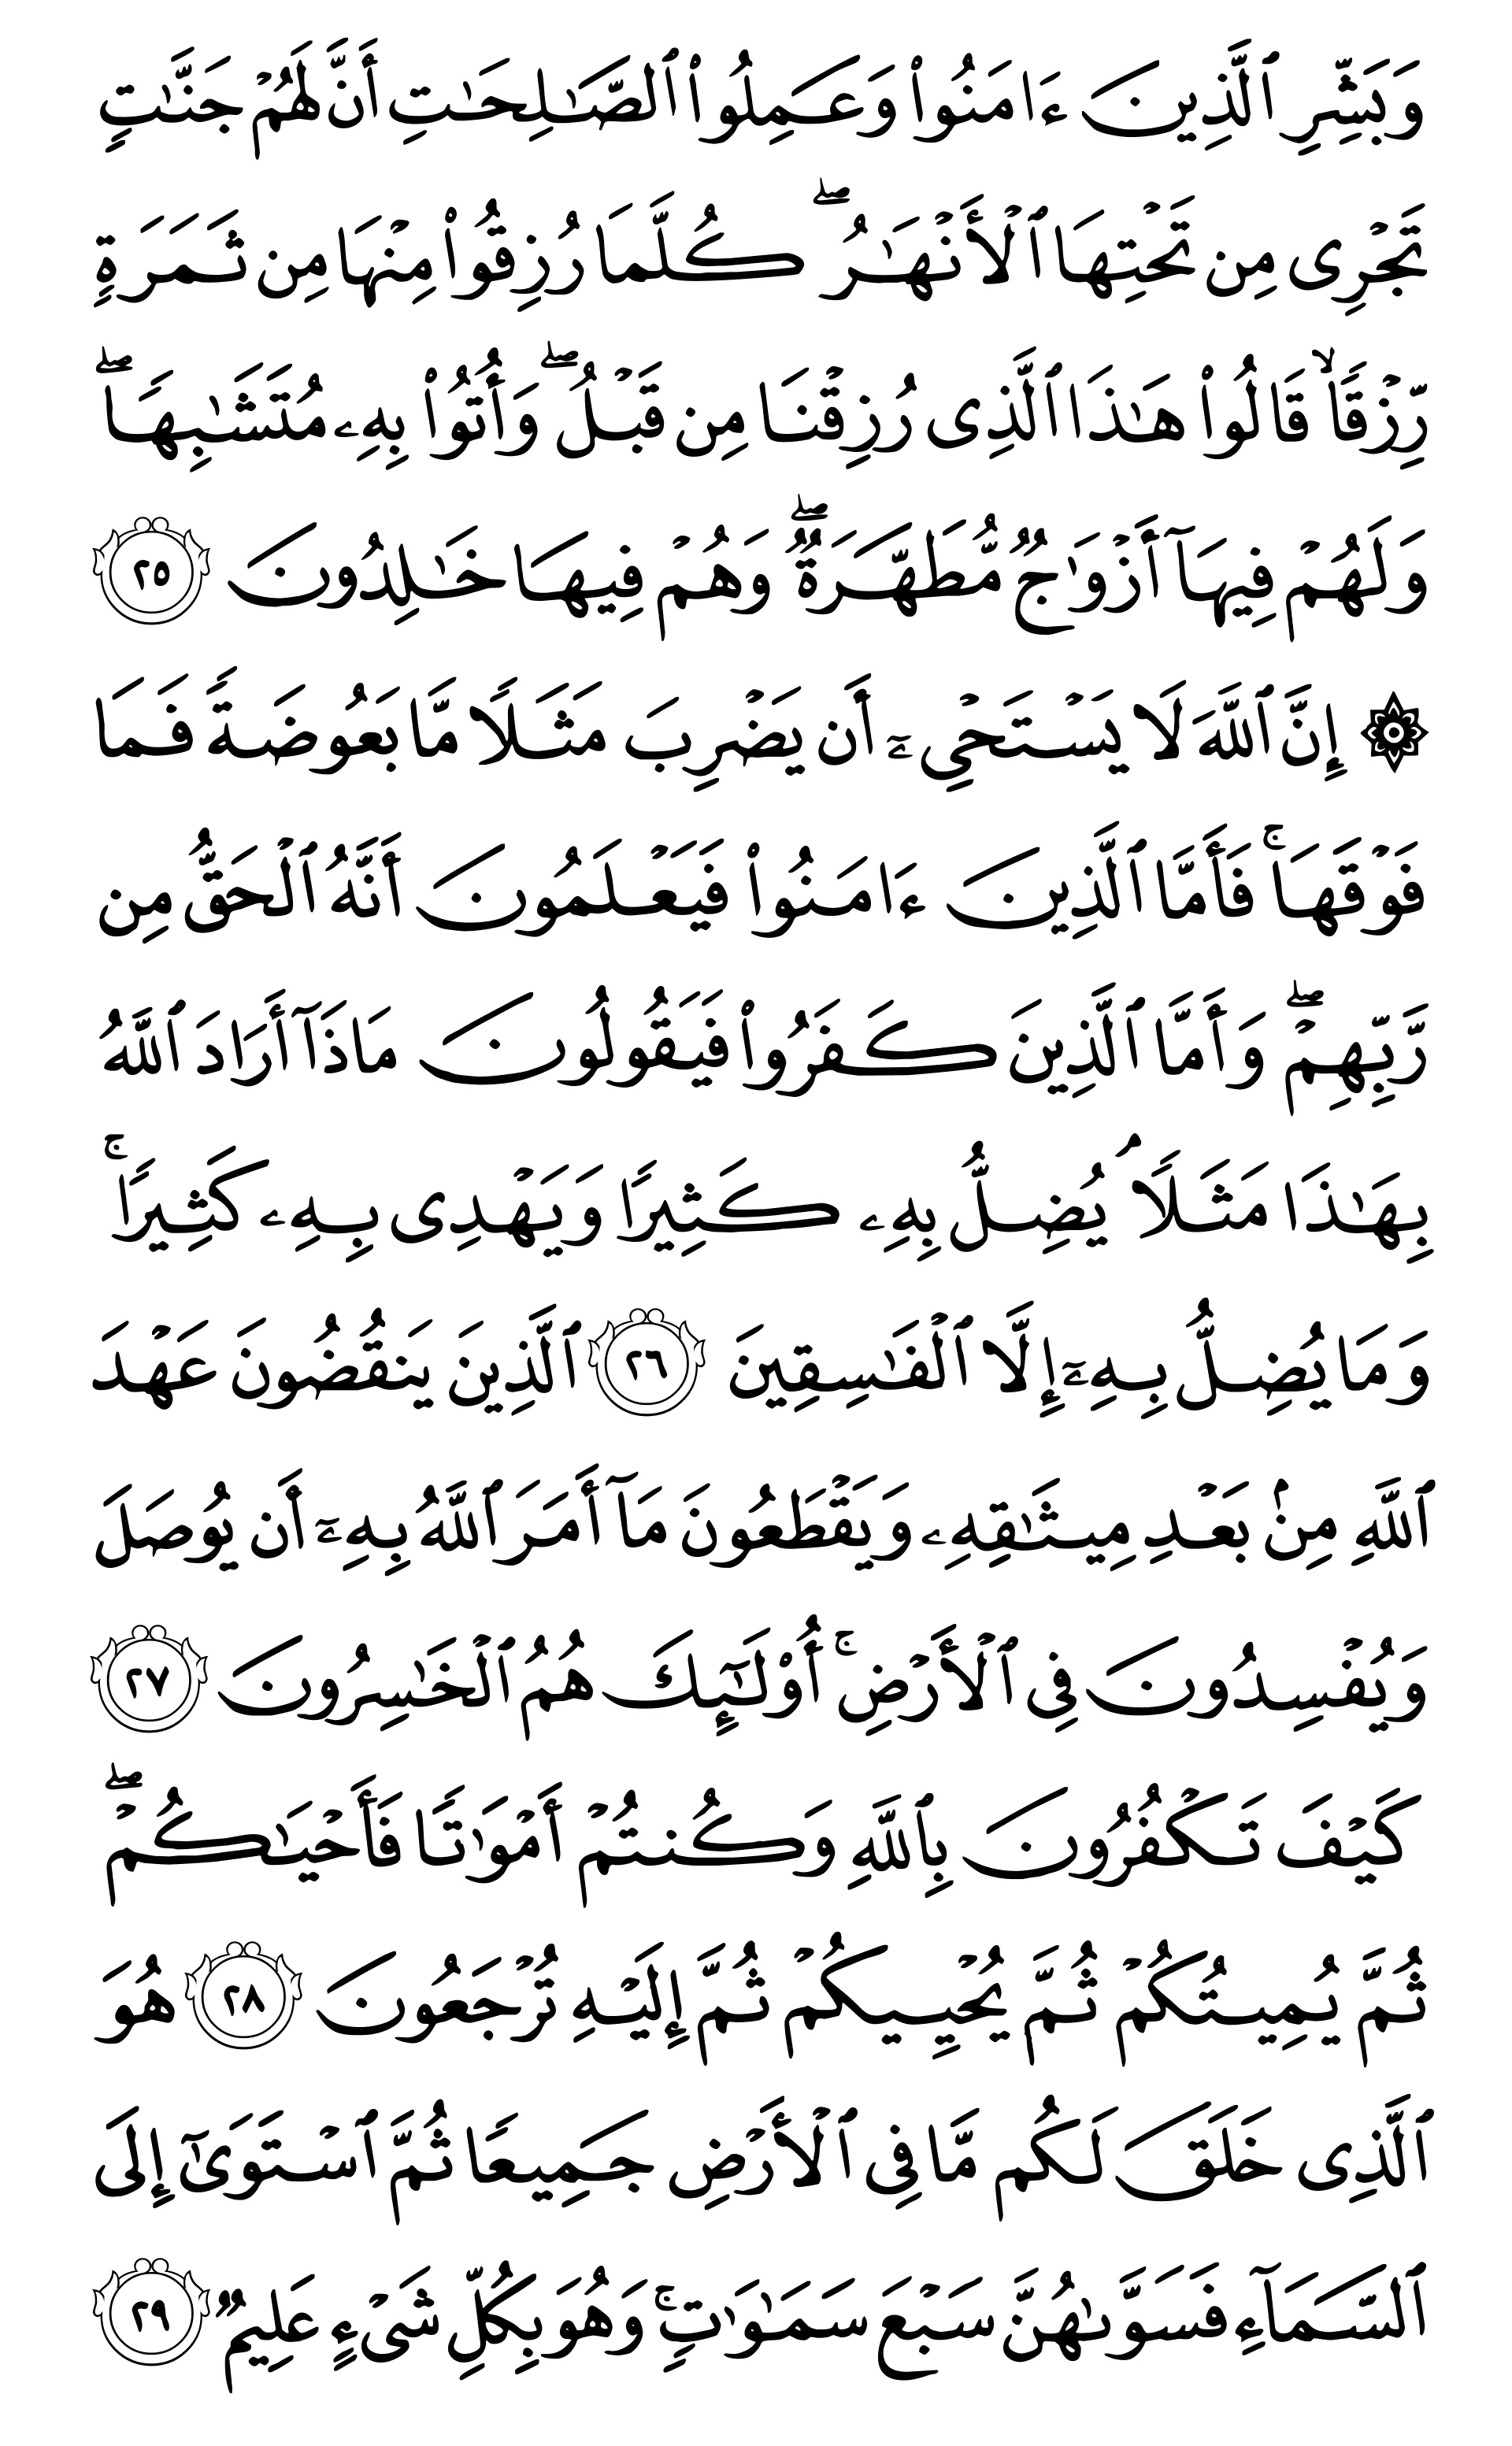 وَبَشِّرِ ٱلَّذِينَ ءَامَنُوا۟ وَعَمِلُوا۟ ٱلصَّـٰلِحَـٰتِ أَنَّ لَهُمْ جَنَّـٰتٍ
تَجْرِى مِن تَحْتِهَا ٱلْأَنْهَـٰرُ ۖ كُلَّمَا رُزِقُوا۟ مِنْهَا مِن ثَمَرَةٍ
رِّزْقًا ۙ قَالُوا۟ هَـٰذَا ٱلَّذِى رُزِقْنَا مِن قَبْلُ ۖ وَأُتُوا۟ بِهِۦ مُتَشَـٰبِهًا ۖ
وَلَهُمْ فِيهَآ أَزْوَٰجٌ مُّطَهَّرَةٌ ۖ وَهُمْ فِيهَا خَـٰلِدُونَ ٢٥
۞ إِنَّ ٱللَّهَ لَا يَسْتَحْىِۦٓ أَن يَضْرِبَ مَثَلًا مَّا بَعُوضَةً فَمَا
فَوْقَهَا ۚ فَأَمَّا ٱلَّذِينَ ءَامَنُوا۟ فَيَعْلَمُونَ أَنَّهُ ٱلْحَقُّ مِن
رَّبِّهِمْ ۖ وَأَمَّا ٱلَّذِينَ كَفَرُوا۟ فَيَقُولُونَ مَاذَآ أَرَادَ ٱللَّهُ
بِهَـٰذَا مَثَلًا ۘ يُضِلُّ بِهِۦ كَثِيرًا وَيَهْدِى بِهِۦ كَثِيرًا ۚ
وَمَا يُضِلُّ بِهِۦٓ إِلَّا ٱلْفَـٰسِقِينَ ٢٦ ٱلَّذِينَ يَنقُضُونَ عَهْدَ
ٱللَّهِ مِنۢ بَعْدِ مِيثَـٰقِهِۦ وَيَقْطَعُونَ مَآ أَمَرَ ٱللَّهُ بِهِۦٓ أَن يُوصَلَ
وَيُفْسِدُونَ فِى ٱلْأَرْضِ ۚ أُو۟لَـٰٓئِكَ هُمُ ٱلْخَـٰسِرُونَ ٢٧
كَيْفَ تَكْفُرُونَ بِٱللَّهِ وَكُنتُمْ أَمْوَٰتًا فَأَحْيَـٰكُمْ ۖ
ثُمَّ يُمِيتُكُمْ ثُمَّ يُحْيِيكُمْ ثُمَّ إِلَيْهِ تُرْجَعُونَ ٢٨ هُوَ
ٱلَّذِى خَلَقَ لَكُم مَّا فِى ٱلْأَرْضِ جَمِيعًا ثُمَّ ٱسْتَوَىٰٓ إِلَى
ٱلسَّمَآءِ فَسَوَّىٰهُنَّ سَبْعَ سَمَـٰوَٰتٍ ۚ وَهُوَ بِكُلِّ شَىْءٍ عَلِيمٌ ٢٩